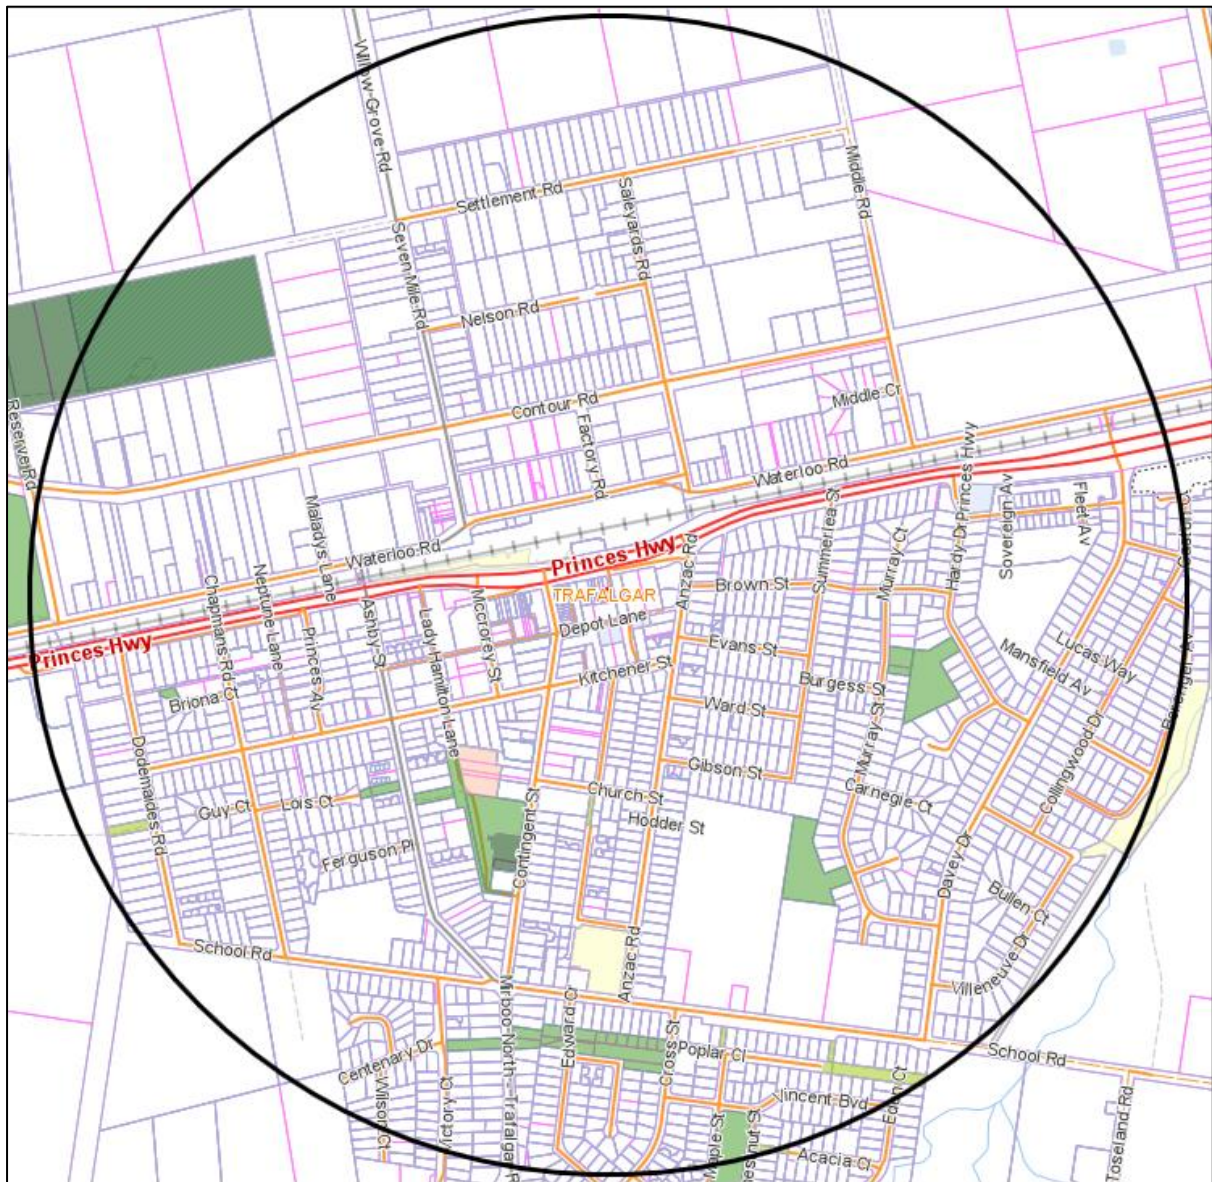 Willow Grove Rd
Middle Rd
Settlement Rd
Saleyards Rd
Seven Mile Rd
Nelson Rd
Contour Rd
Middle Cr
Reserve Rd
Factory Rd
Waterloo Rd
Princes Hwy
Maladys Lane
Waterloo Rd
Princes Hwy
Anzac Rd
Summerlea St
Murray Ct
Hardy Dr
Sovereign Av
Fleet Av
TRAFALGAR
Brown St
Neptune Lane
Chapmans Rd
Princes Av
Ashby St
Lady Hamilton Lane
Mccrorey St
Depot Lane
Evans St
Princes Hwy
Kitchener St
Burgess St
Mansfield Av
Lucas Way
Briona Ct
Ward St
Dodemaides Rd
Murray St
Gibson St
Collingwood Dr
Guy Ct
Lois Ct
Contingent St
Church St
Carnegie Ct
Hodder St
Ferguson Pl
Davey Dr
Bullen Ct
School Rd
Anzac Rd
Villeneuve Dr
Mirboo North - Trafalgar R
Edward Cr
Cross St
Poplar Cl
School Rd
Centenary Dr
Wilson Ct
Victory Ct
Vincent Bvd
Eden Ct
Maple St
estnut St
Acacia Ct
Toseland Rd